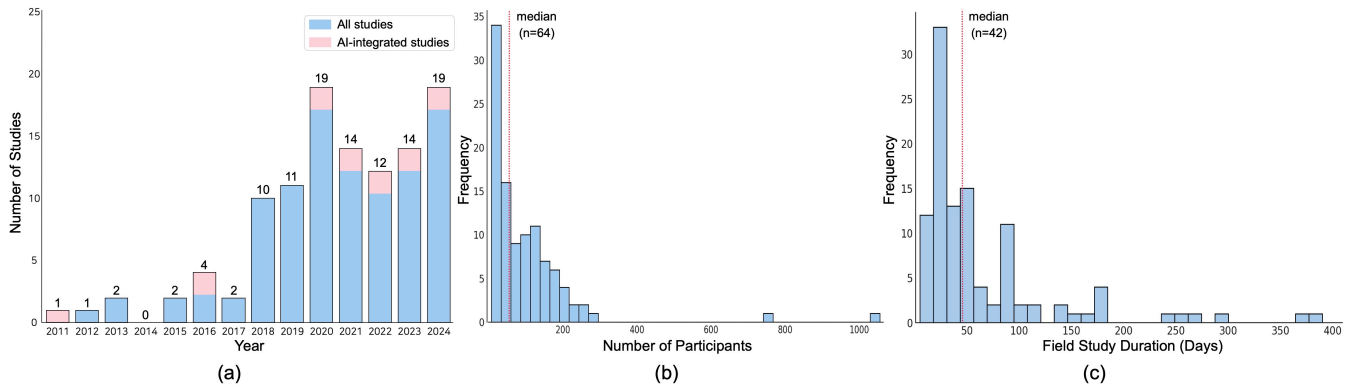 All studies
AI-integrated studies
Number of Studies
25
20
15
10
5
0
1
1
2
0
2
4
2
10
11
19
14
12
14
19
2011 2012 2013 2014 2015 2016 2017 2018 2019 2020 2021 2022 2023 2024
Year
(a)
median
(n=64)
Frequency
35
30
25
20
15
10
5
0
200 400 600 800 1000
Number of Participants
(b)
median
(n=42)
Frequency
30
25
20
15
10
5
0
50 100 150 200 250 300 350 400
Field Study Duration (Days)
(c)